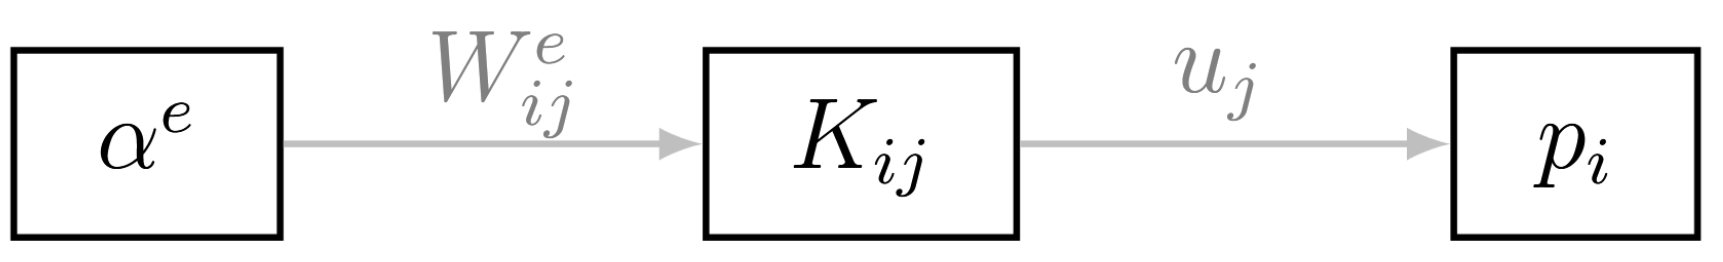 W^e_{ij} u_j
α^e K_{ij} p_i